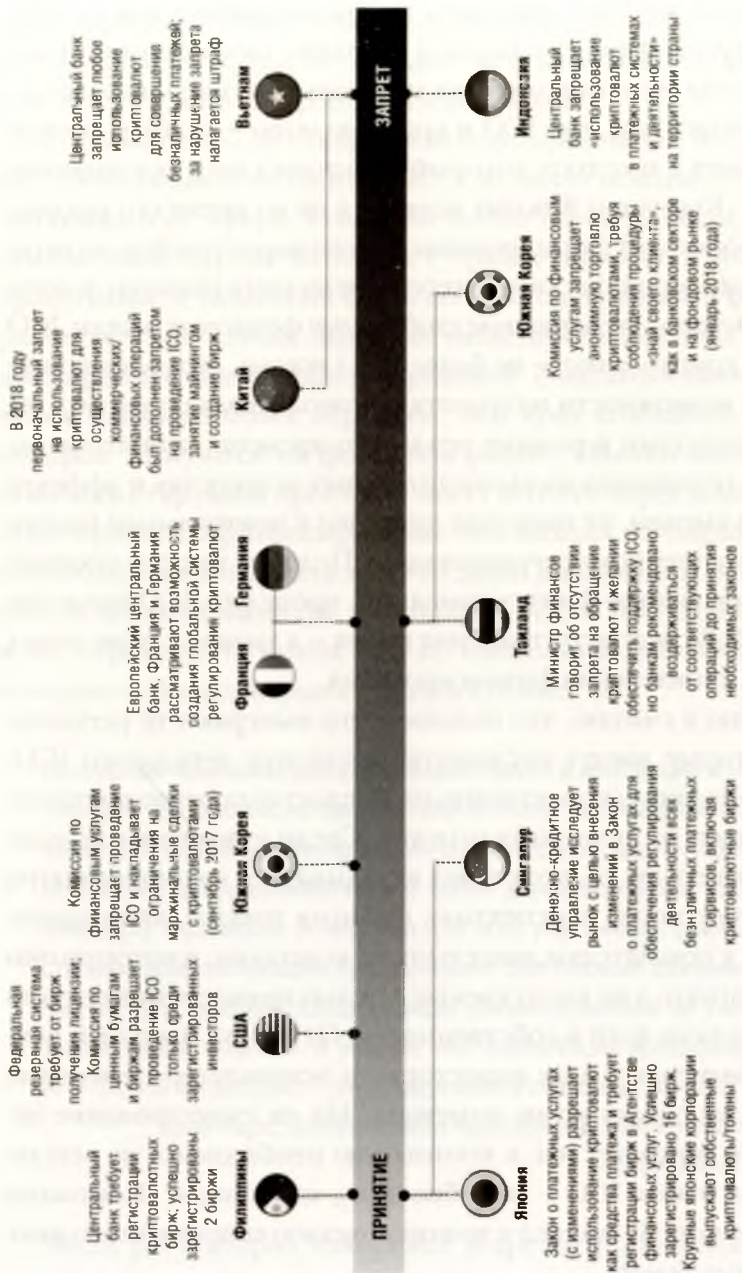 Центральный
банк требует
регистрации
криптовалютных
бирж; успешно
зарегистрированы
2 биржи
Филиппины
Федеральная
резервная система
требует от бирж
получения лицензии,
Комиссия по
ценным бумагам
и биржам разрешает
проведение ICO
только среди
зарегистрированных
инвесторов
США
Комиссия по
финансовым услугам
запрещает проведение
ICO и накладывает
ограничения на
маржинальные сделки
с криптовалютами
(сентябрь 2017 года)
Южная Корея
Европейский центральный
банк, Франция и Германия
рассматривают возможность
создания глобальной системы
регулирования криптовалют
Франция
Германия
В 2018 году
первоначальный запрет
на использование
криптовалют для
осуществления
коммерческих/
финансовых операций
был дополнен запретом
на проведение ICO,
занятие майнингом
и создание бирж
Китай
Центральный банк
запрещает любое
использование
криптовалют
для совершения
безналичных платежей;
за нарушение запрета
налагается штраф
Вьетнам
ПРИНЯТИЕ
ЗАПРЕТ
Япония
Закон о платежных услугах
(с изменениями) разрешает
использование криптовалют
как средства платежа и требует
регистрации бирж в Агентстве
финансовых услуг. Успешно
зарегистрировано 16 бирж.
Крупные японские корпорации
выпускают собственные
криптовалюты/токены
Сингапур
Денежно-кредитное
управление исследует
рынок с целью внесения
изменений в Закон
о платежных услугах для
обеспечения регулирования
деятельности всех
безналичных платежных
сервисов, включая
криптовалютные биржи
Таиланд
Министр финансов
говорит об отсутствии
запрета на обращение
криптовалют и желании
обеспечить поддержку ICO,
но банкам рекомендовано
воздерживаться
от соответствующих
операций до принятия
необходимых законов
Южная Корея
Комиссия по финансовым
услугам запрещает
анонимную торговлю
криптовалютами, требуя
соблюдения процедуры
«знай своего клиента»,
как в банковском секторе
и на фондовом рынке
(январь 2018 года)
Индонезия
Центральный
банк запрещает
«использование
криптовалют
в платежных системах
и деятельности»
на территории страны